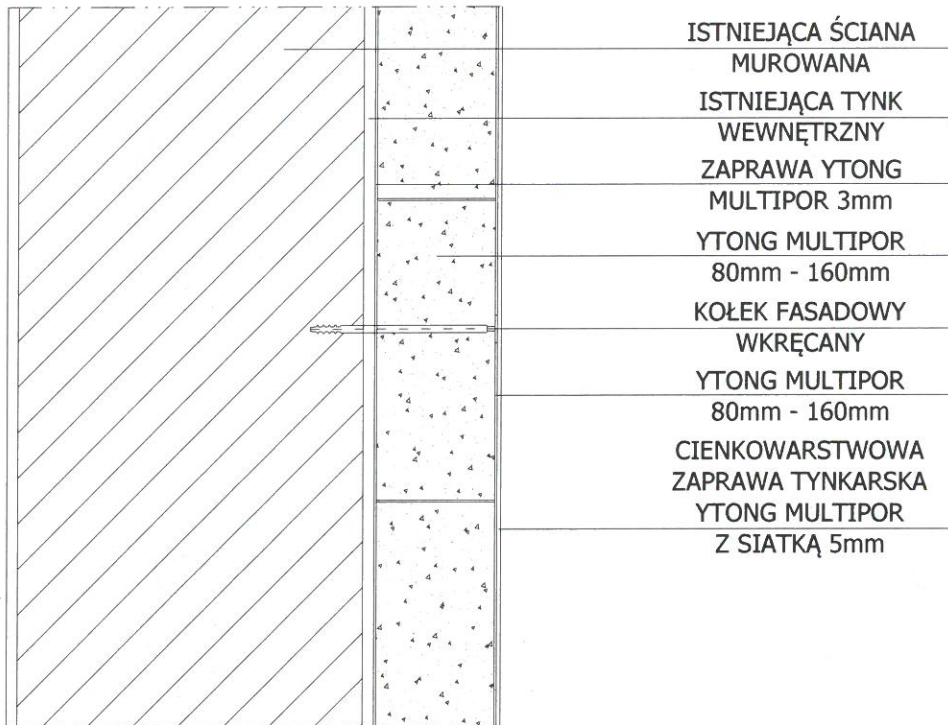 ISTNIEJĄCA ŚCIANA
MUROWANA
ISTNIEJĄCA TYNK
WEWNĘTRZNY
ZAPRAWA YTONG
MULTIPOR 3mm
YTONG MULTIPOR
80mm - 160mm
KOŁEK FASADOWY
WKRĘCANY
YTONG MULTIPOR
80mm - 160mm
CIENKOWARSTWOWA
ZAPRAWA TYNKARSKA
YTONG MULTIPOR
Z SIATKĄ 5mm